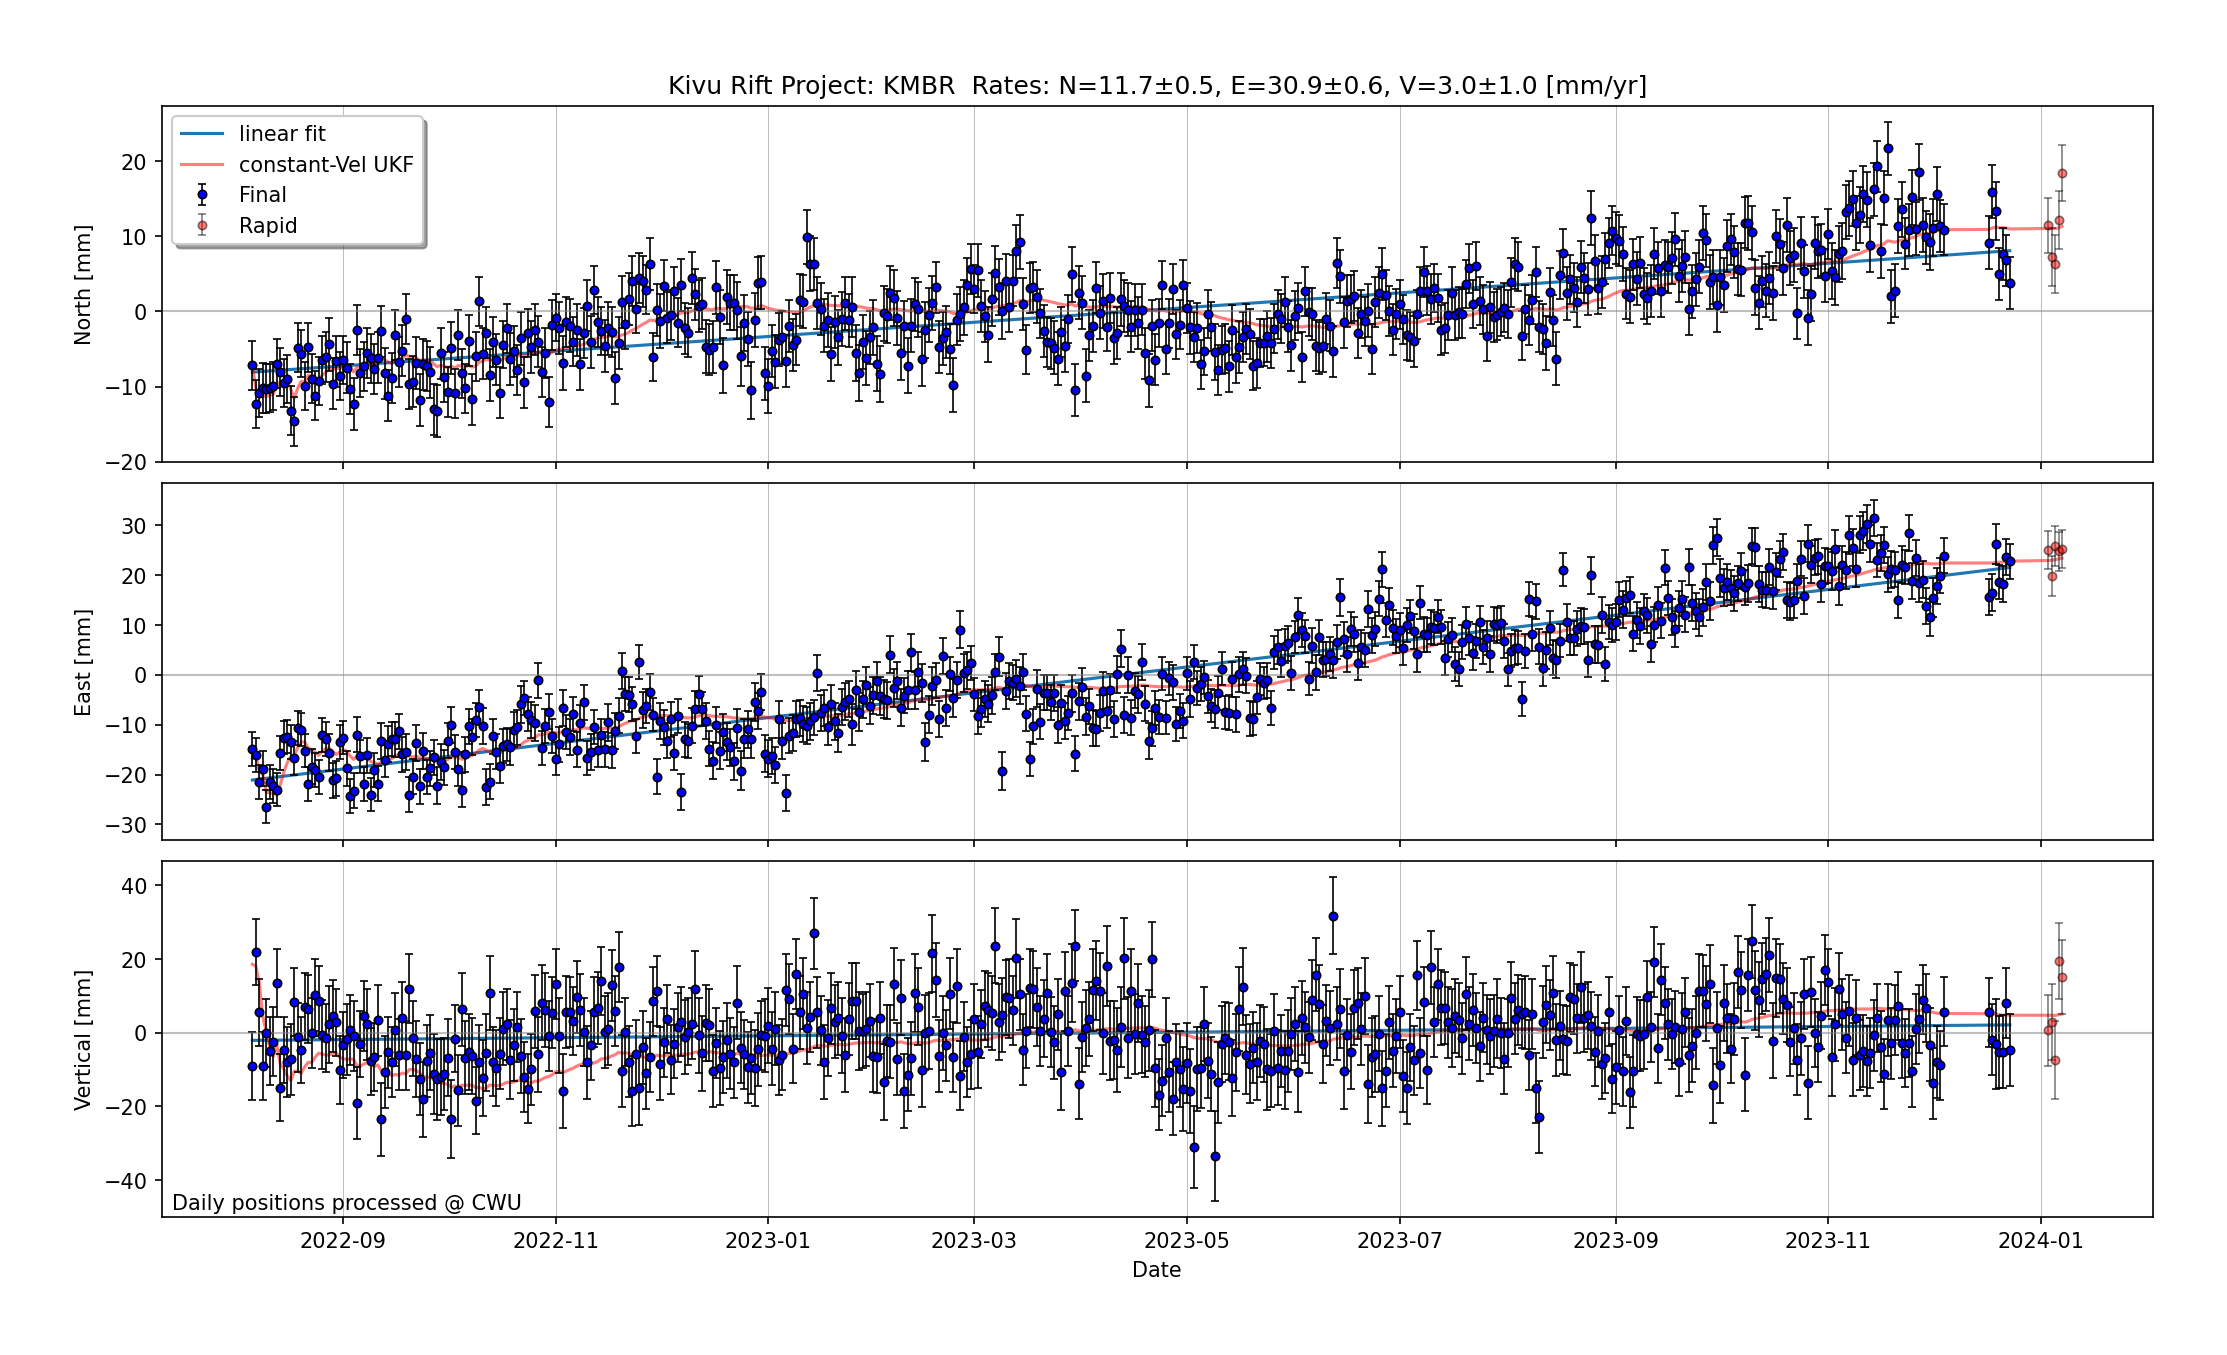 Kivu Rift Project: KMBR  Rates: N=11.7±0.5, E=30.9±0.6, V=3.0±1.0 [mm/yr]
linear fit
constant-Vel UKF
Final
Rapid
North [mm]
20
10
0
−10
−20
East [mm]
30
20
10
0
−10
−20
−30
Vertical [mm]
40
20
0
−20
−40
Daily positions processed @ CWU
2022-09 2022-11 2023-01 2023-03 2023-05 2023-07 2023-09 2023-11 2024-01
Date